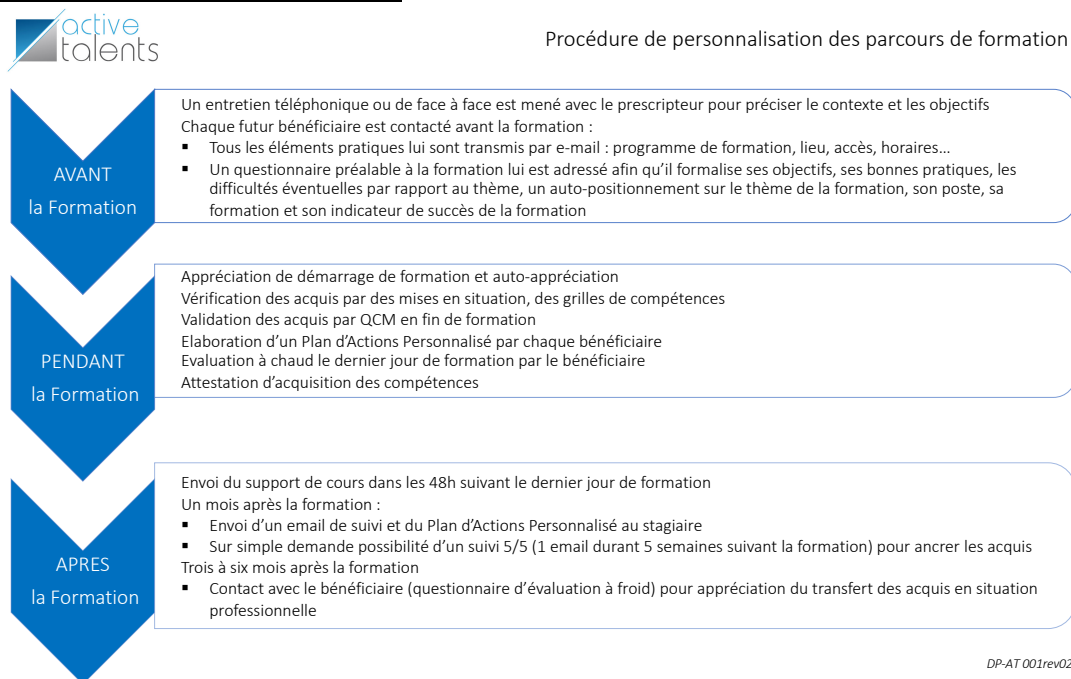 active
talents
Procédure de personnalisation des parcours de formation
AVANT
la Formation
Un entretien téléphonique ou de face à face est mené avec le prescripteur pour préciser le contexte et les objectifs
Chaque futur bénéficiaire est contacté avant la formation :
▪ Tous les éléments pratiques lui sont transmis par e-mail : programme de formation, lieu, accès, horaires…
▪ Un questionnaire préalable à la formation lui est adressé afin qu’il formalise ses objectifs, ses bonnes pratiques, les
difficultés éventuelles par rapport au thème, un auto-positionnement sur le thème de la formation, son poste, sa
formation et son indicateur de succès de la formation
PENDANT
la Formation
Appréciation de démarrage de formation et auto-appréciation
Vérification des acquis par des mises en situation, des grilles de compétences
Validation des acquis par QCM en fin de formation
Elaboration d’un Plan d’Actions Personnalisé par chaque bénéficiaire
Evaluation à chaud le dernier jour de formation par le bénéficiaire
Attestation d’acquisition des compétences
APRES
la Formation
Envoi du support de cours dans les 48h suivant le dernier jour de formation
Un mois après la formation :
▪ Envoi d’un email de suivi et du Plan d’Actions Personnalisé au stagiaire
▪ Sur simple demande possibilité d’un suivi 5/5 (1 email durant 5 semaines suivant la formation) pour ancrer les acquis
Trois à six mois après la formation
▪ Contact avec le bénéficiaire (questionnaire d’évaluation à froid) pour appréciation du transfert des acquis en situation
professionnelle
DP-AT 001rev02